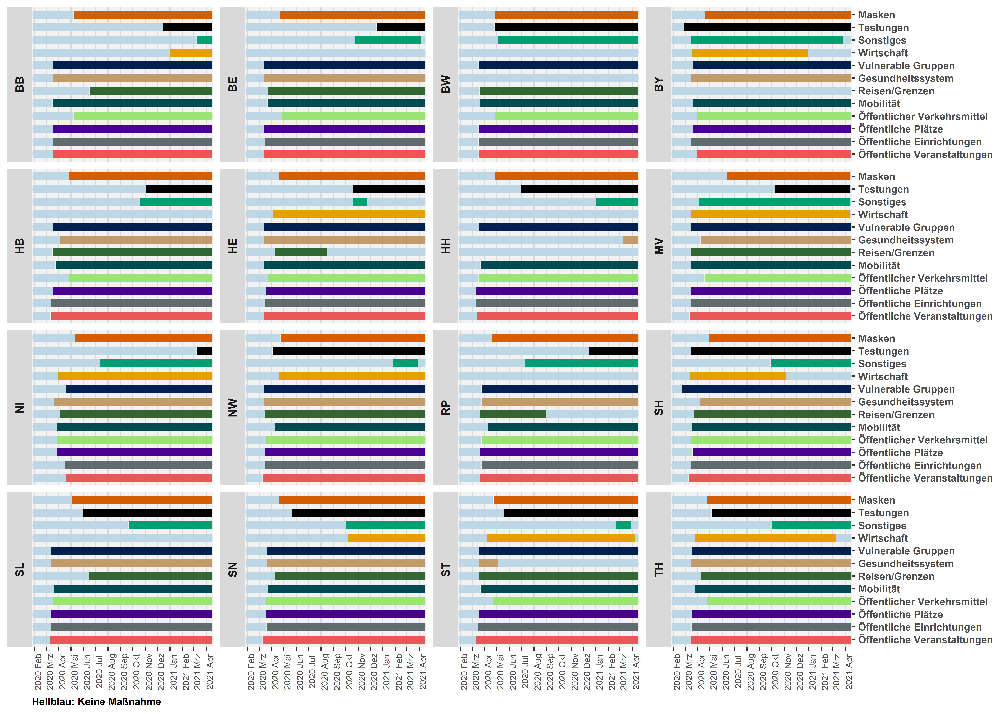 BB
BE
BW
BY
Masken
Testungen
Sonstiges
Wirtschaft
Vulnerable Gruppen
Gesundheitssystem
Reisen/Grenzen
Mobilität
Öffentlicher Verkehrsmittel
Öffentliche Plätze
Öffentliche Einrichtungen
Öffentliche Veranstaltungen
HB
HE
HH
MV
Masken
Testungen
Sonstiges
Wirtschaft
Vulnerable Gruppen
Gesundheitssystem
Reisen/Grenzen
Mobilität
Öffentlicher Verkehrsmittel
Öffentliche Plätze
Öffentliche Einrichtungen
Öffentliche Veranstaltungen
NI
NW
RP
SH
Masken
Testungen
Sonstiges
Wirtschaft
Vulnerable Gruppen
Gesundheitssystem
Reisen/Grenzen
Mobilität
Öffentlicher Verkehrsmittel
Öffentliche Plätze
Öffentliche Einrichtungen
Öffentliche Veranstaltungen
SL
SN
ST
TH
Masken
Testungen
Sonstiges
Wirtschaft
Vulnerable Gruppen
Gesundheitssystem
Reisen/Grenzen
Mobilität
Öffentlicher Verkehrsmittel
Öffentliche Plätze
Öffentliche Einrichtungen
Öffentliche Veranstaltungen
2020 Feb
2020 Mrz
2020 Apr
2020 Mai
2020 Jun
2020 Jul
2020 Aug
2020 Sep
2020 Okt
2020 Nov
2020 Dez
2021 Jan
2021 Feb
2021 Mrz
2021 Apr
2020 Feb
2020 Mrz
2020 Apr
2020 Mai
2020 Jun
2020 Jul
2020 Aug
2020 Sep
2020 Okt
2020 Nov
2020 Dez
2021 Jan
2021 Feb
2021 Mrz
2021 Apr
2020 Feb
2020 Mrz
2020 Apr
2020 Mai
2020 Jun
2020 Jul
2020 Aug
2020 Sep
2020 Okt
2020 Nov
2020 Dez
2021 Jan
2021 Feb
2021 Mrz
2021 Apr
2020 Feb
2020 Mrz
2020 Apr
2020 Mai
2020 Jun
2020 Jul
2020 Aug
2020 Sep
2020 Okt
2020 Nov
2020 Dez
2021 Jan
2021 Feb
2021 Mrz
2021 Apr
Hellblau: Keine Maßnahme